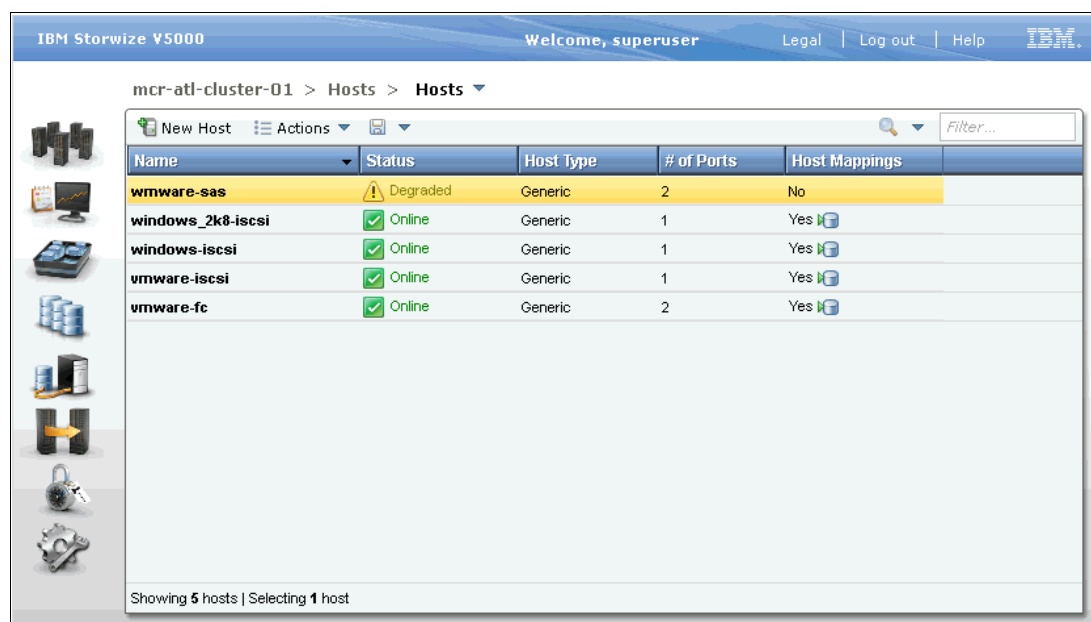 IBM Storwize V5000 Welcome, superuser Legal | Log out | Help IBM.
mcr-atl-cluster-01 > Hosts > Hosts
New Host Actions Filter...
Name Status Host Type # of Ports Host Mappings
wmware-sas Degraded Generic 2 No
windows_2k8-iscsi Online Generic 1 Yes
windows-iscsi Online Generic 1 Yes
vmware-iscsi Online Generic 1 Yes
vmware-fc Online Generic 2 Yes
Showing 5 hosts | Selecting 1 host